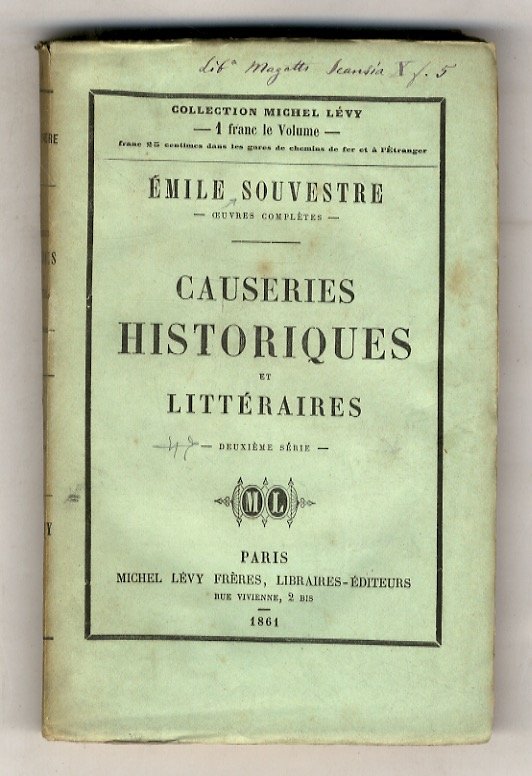 COLLECTION MICHEL LÉVY
— 1 franc le Volume —
franc 25 centimes dans les gares de chemins de fer et à l'Étranger
ÉMILE SOUVESTRE
— ŒUVRES COMPLÈTES —
CAUSERIES
HISTORIQUES
ET
LITTÉRAIRES
— DEUXIÈME SÉRIE —
ML
PARIS
MICHEL LÉVY FRÈRES, LIBRAIRES-ÉDITEURS
RUE VIVIENNE, 2 BIS
1861